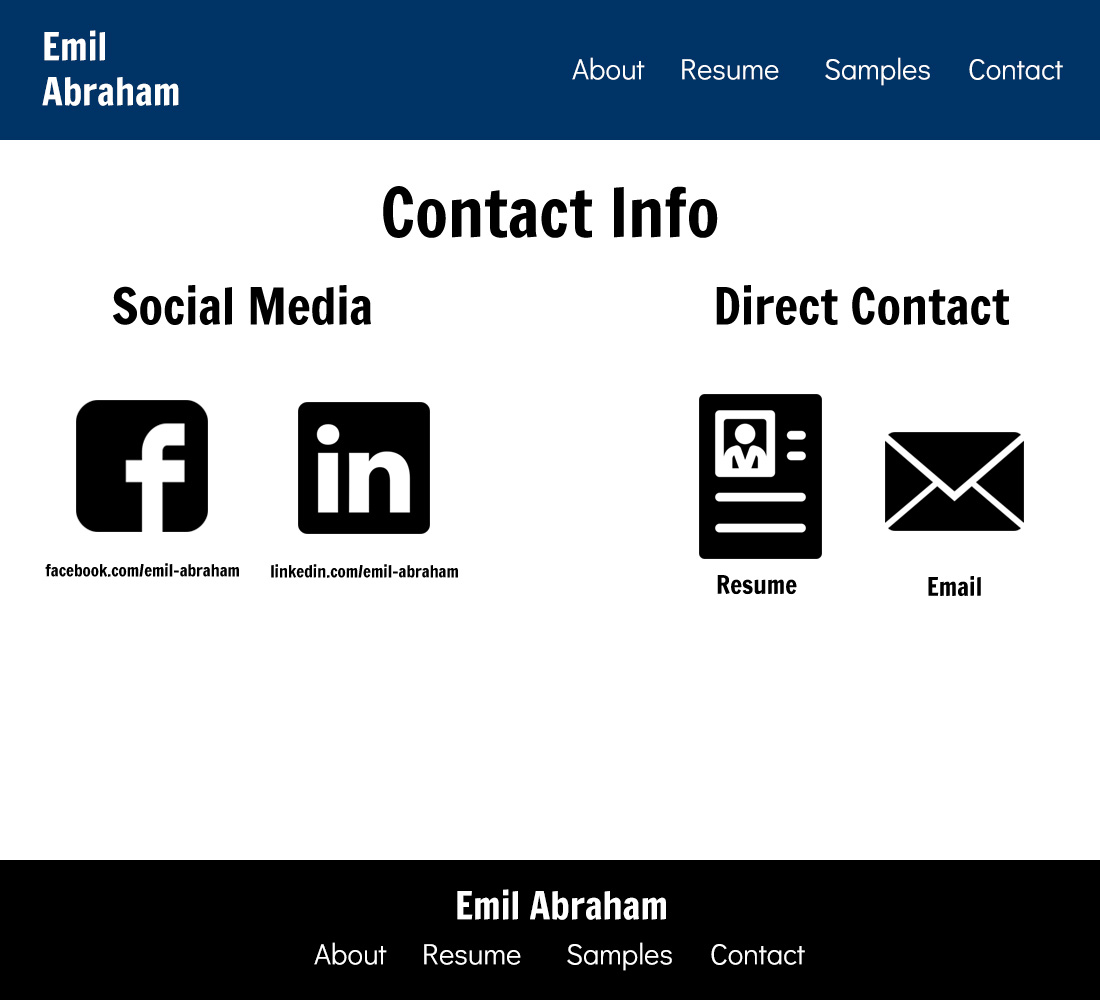 Emil
Abraham
About Resume Samples Contact
Contact Info
Social Media
Direct Contact
f
in
facebook.com/emil-abraham
linkedin.com/emil-abraham
Resume
Email
Emil Abraham
About Resume Samples Contact